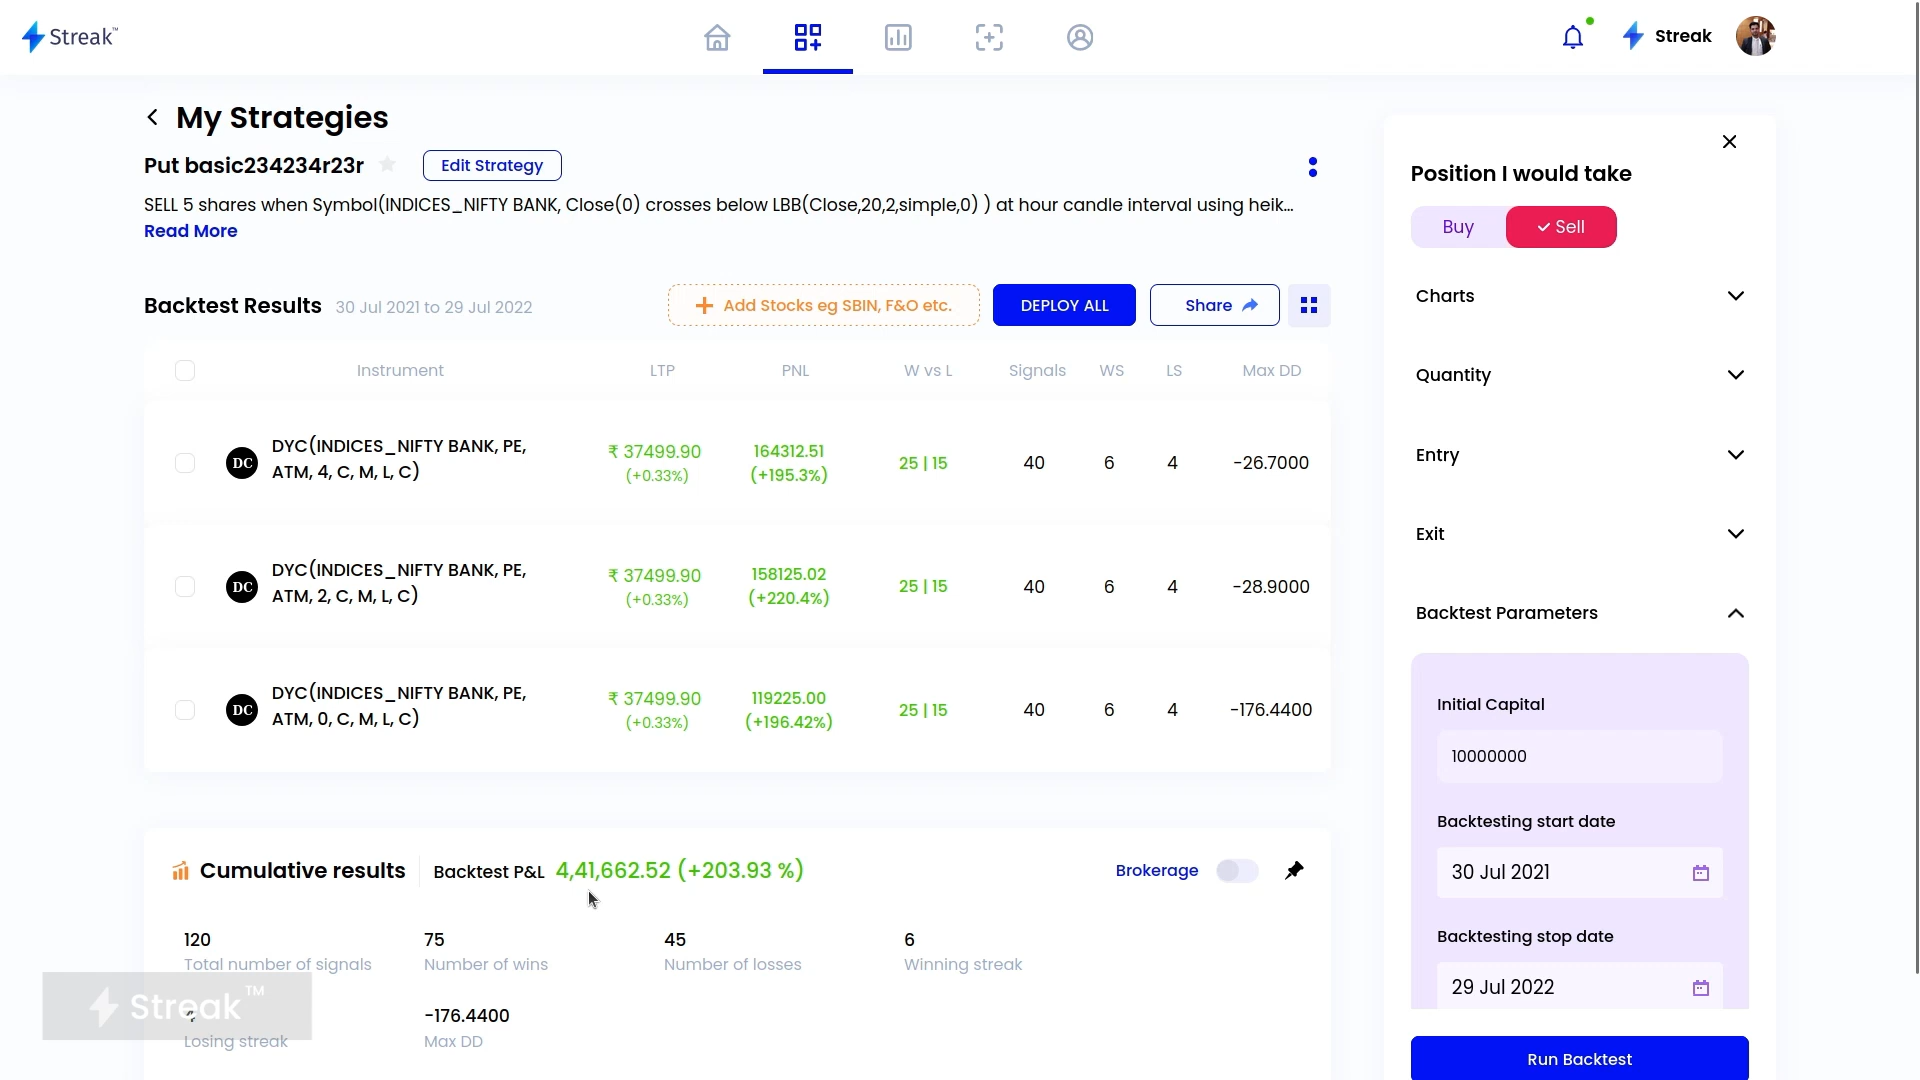 Streak™
Streak
My Strategies
Put basic234234r23r
Edit Strategy
SELL 5 shares when Symbol(INDICES_NIFTY BANK, Close(0) crosses below LBB(Close,20,2,simple,0) ) at hour candle interval using heik...
Read More
Backtest Results 30 Jul 2021 to 29 Jul 2022
Add Stocks eg SBIN, F&O etc.
DEPLOY ALL
Share
Instrument LTP PNL W vs L Signals WS LS Max DD
DC
DYC(INDICES_NIFTY BANK, PE,
ATM, 4, C, M, L, C)
₹ 37499.90
(+0.33%)
164312.51
(+195.3%)
25 | 15
40
6
4
-26.7000
DC
DYC(INDICES_NIFTY BANK, PE,
ATM, 2, C, M, L, C)
₹ 37499.90
(+0.33%)
158125.02
(+220.4%)
25 | 15
40
6
4
-28.9000
DC
DYC(INDICES_NIFTY BANK, PE,
ATM, 0, C, M, L, C)
₹ 37499.90
(+0.33%)
119225.00
(+196.42%)
25 | 15
40
6
4
-176.4400
Cumulative results
Backtest P&L 4,41,662.52 (+203.93 %)
Brokerage
120
Total number of signals
75
Number of wins
45
Number of losses
6
Winning streak
4
Losing streak
-176.4400
Max DD
Streak™
Position I would take
Buy
Sell
Charts
Quantity
Entry
Exit
Backtest Parameters
Initial Capital
10000000
Backtesting start date
30 Jul 2021
Backtesting stop date
29 Jul 2022
Run Backtest